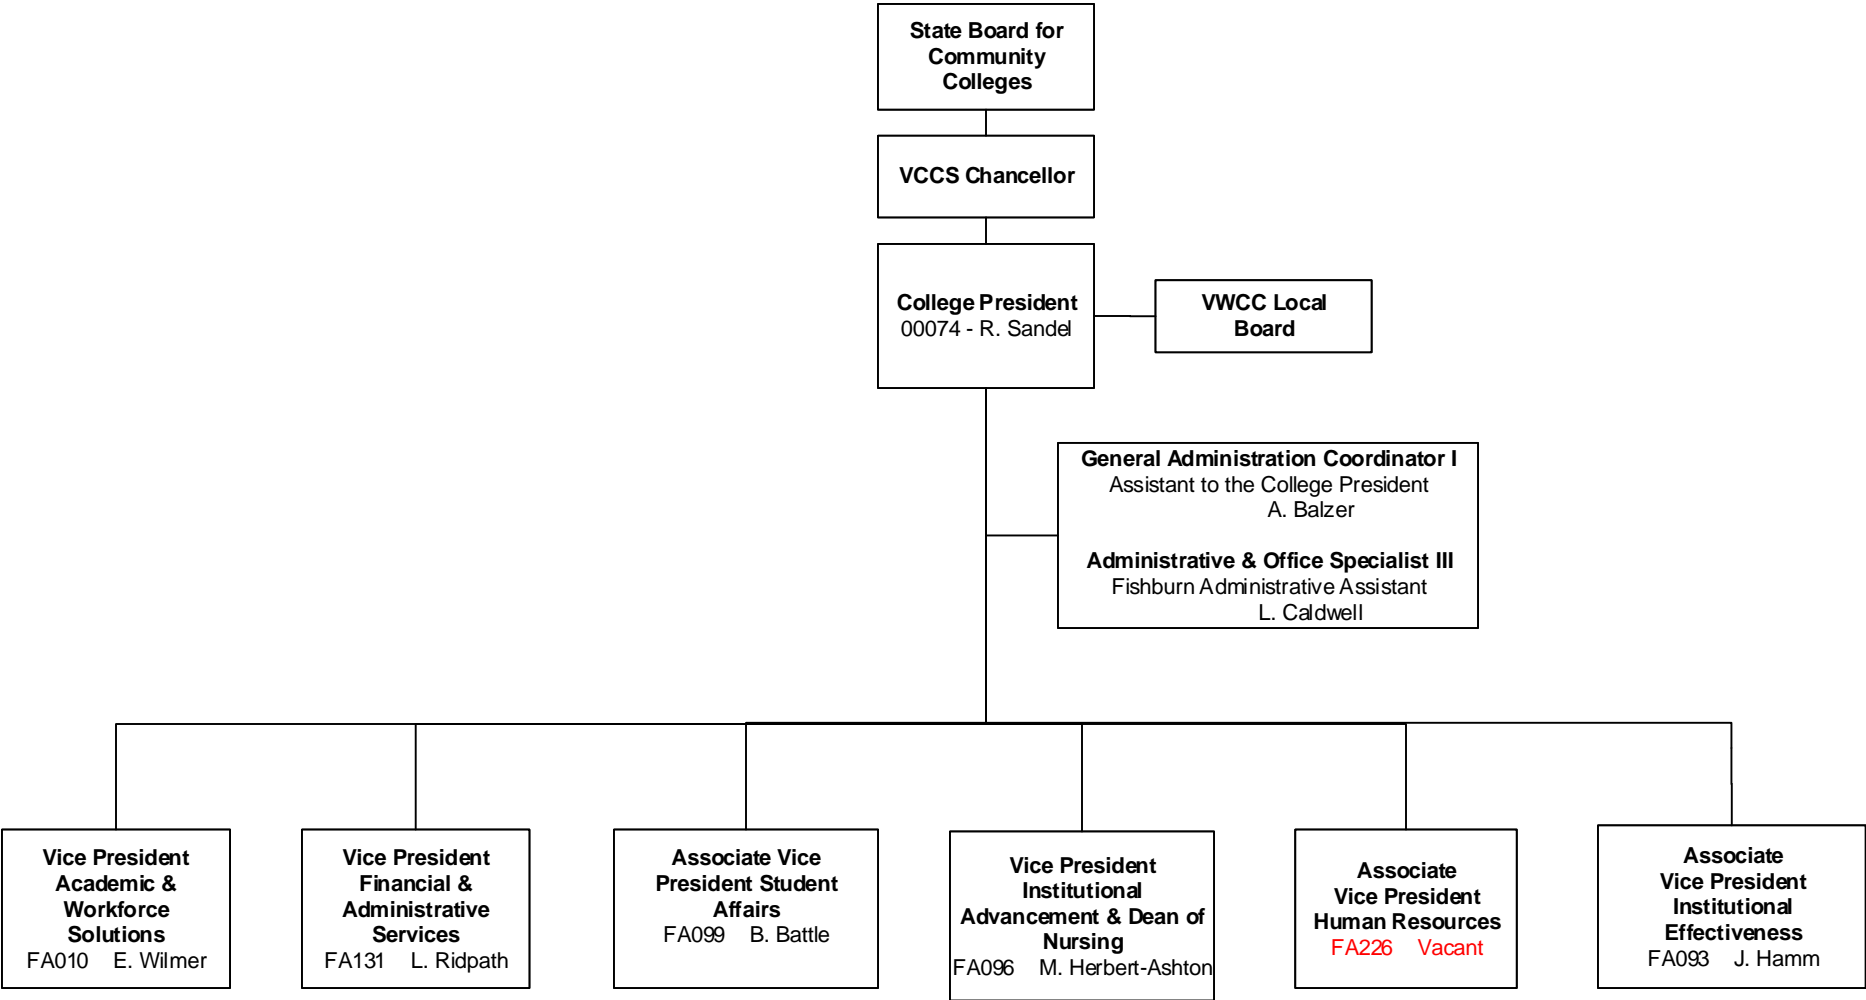 State Board for
Community
Colleges
VCCS Chancellor
College President
00074 - R. Sandel
VWCC Local
Board
General Administration Coordinator I
Assistant to the College President
A. Balzer
Administrative & Office Specialist III
Fishburn Administrative Assistant
L. Caldwell
Vice President
Academic &
Workforce
Solutions
FA010 E. Wilmer
Vice President
Financial &
Administrative
Services
FA131 L. Ridpath
Associate Vice
President Student
Affairs
FA099 B. Battle
Vice President
Institutional
Advancement & Dean of
Nursing
FA096 M. Herbert-Ashton
Associate
Vice President
Human Resources
FA226 Vacant
Associate
Vice President
Institutional
Effectiveness
FA093 J. Hamm